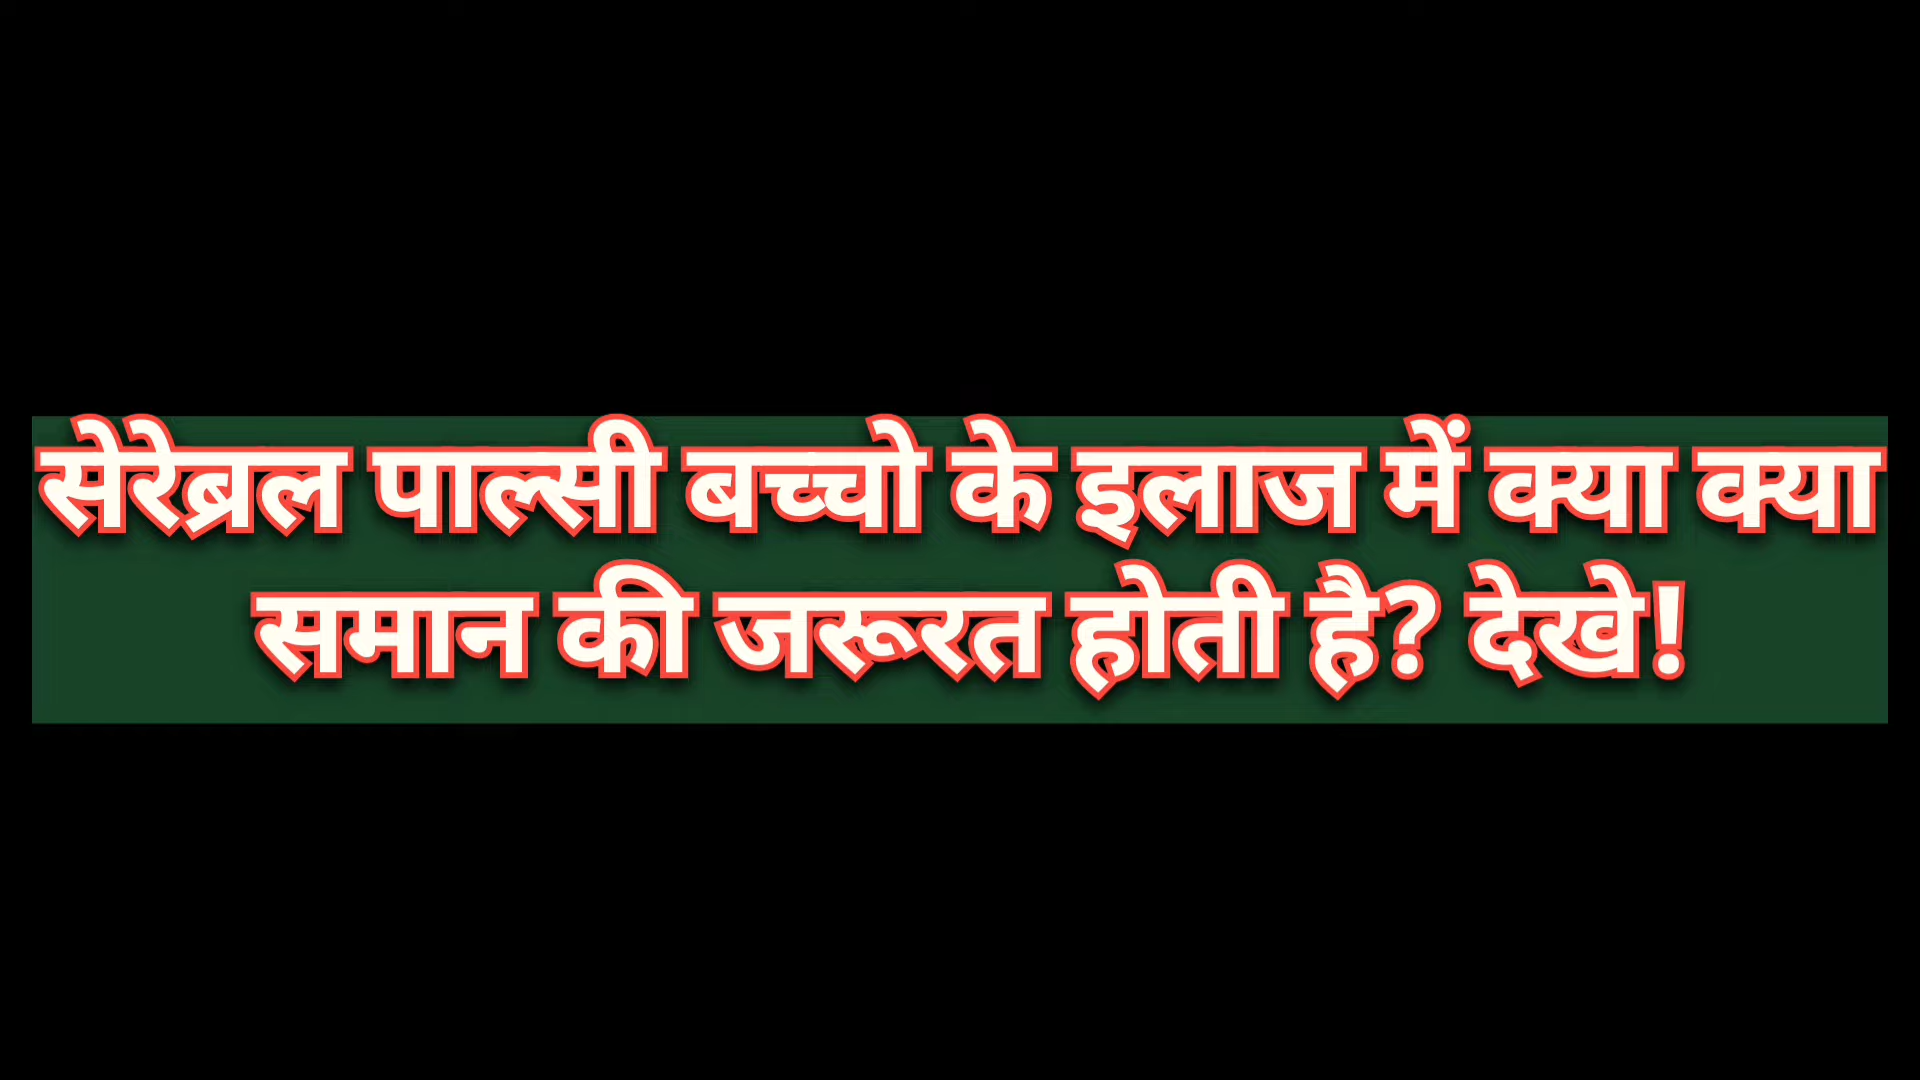 सेरेब्रल पाल्सी बच्चो के इलाज में क्या क्या
समान की जरूरत होती है? देखे!